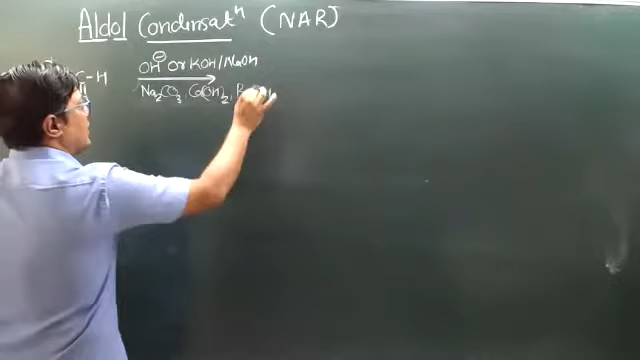 Aldol Condensatⁿ (NAR)
OH⊖ Or KOH/NaOH
C-H
Na₂CO₃, Ca(OH)₂,